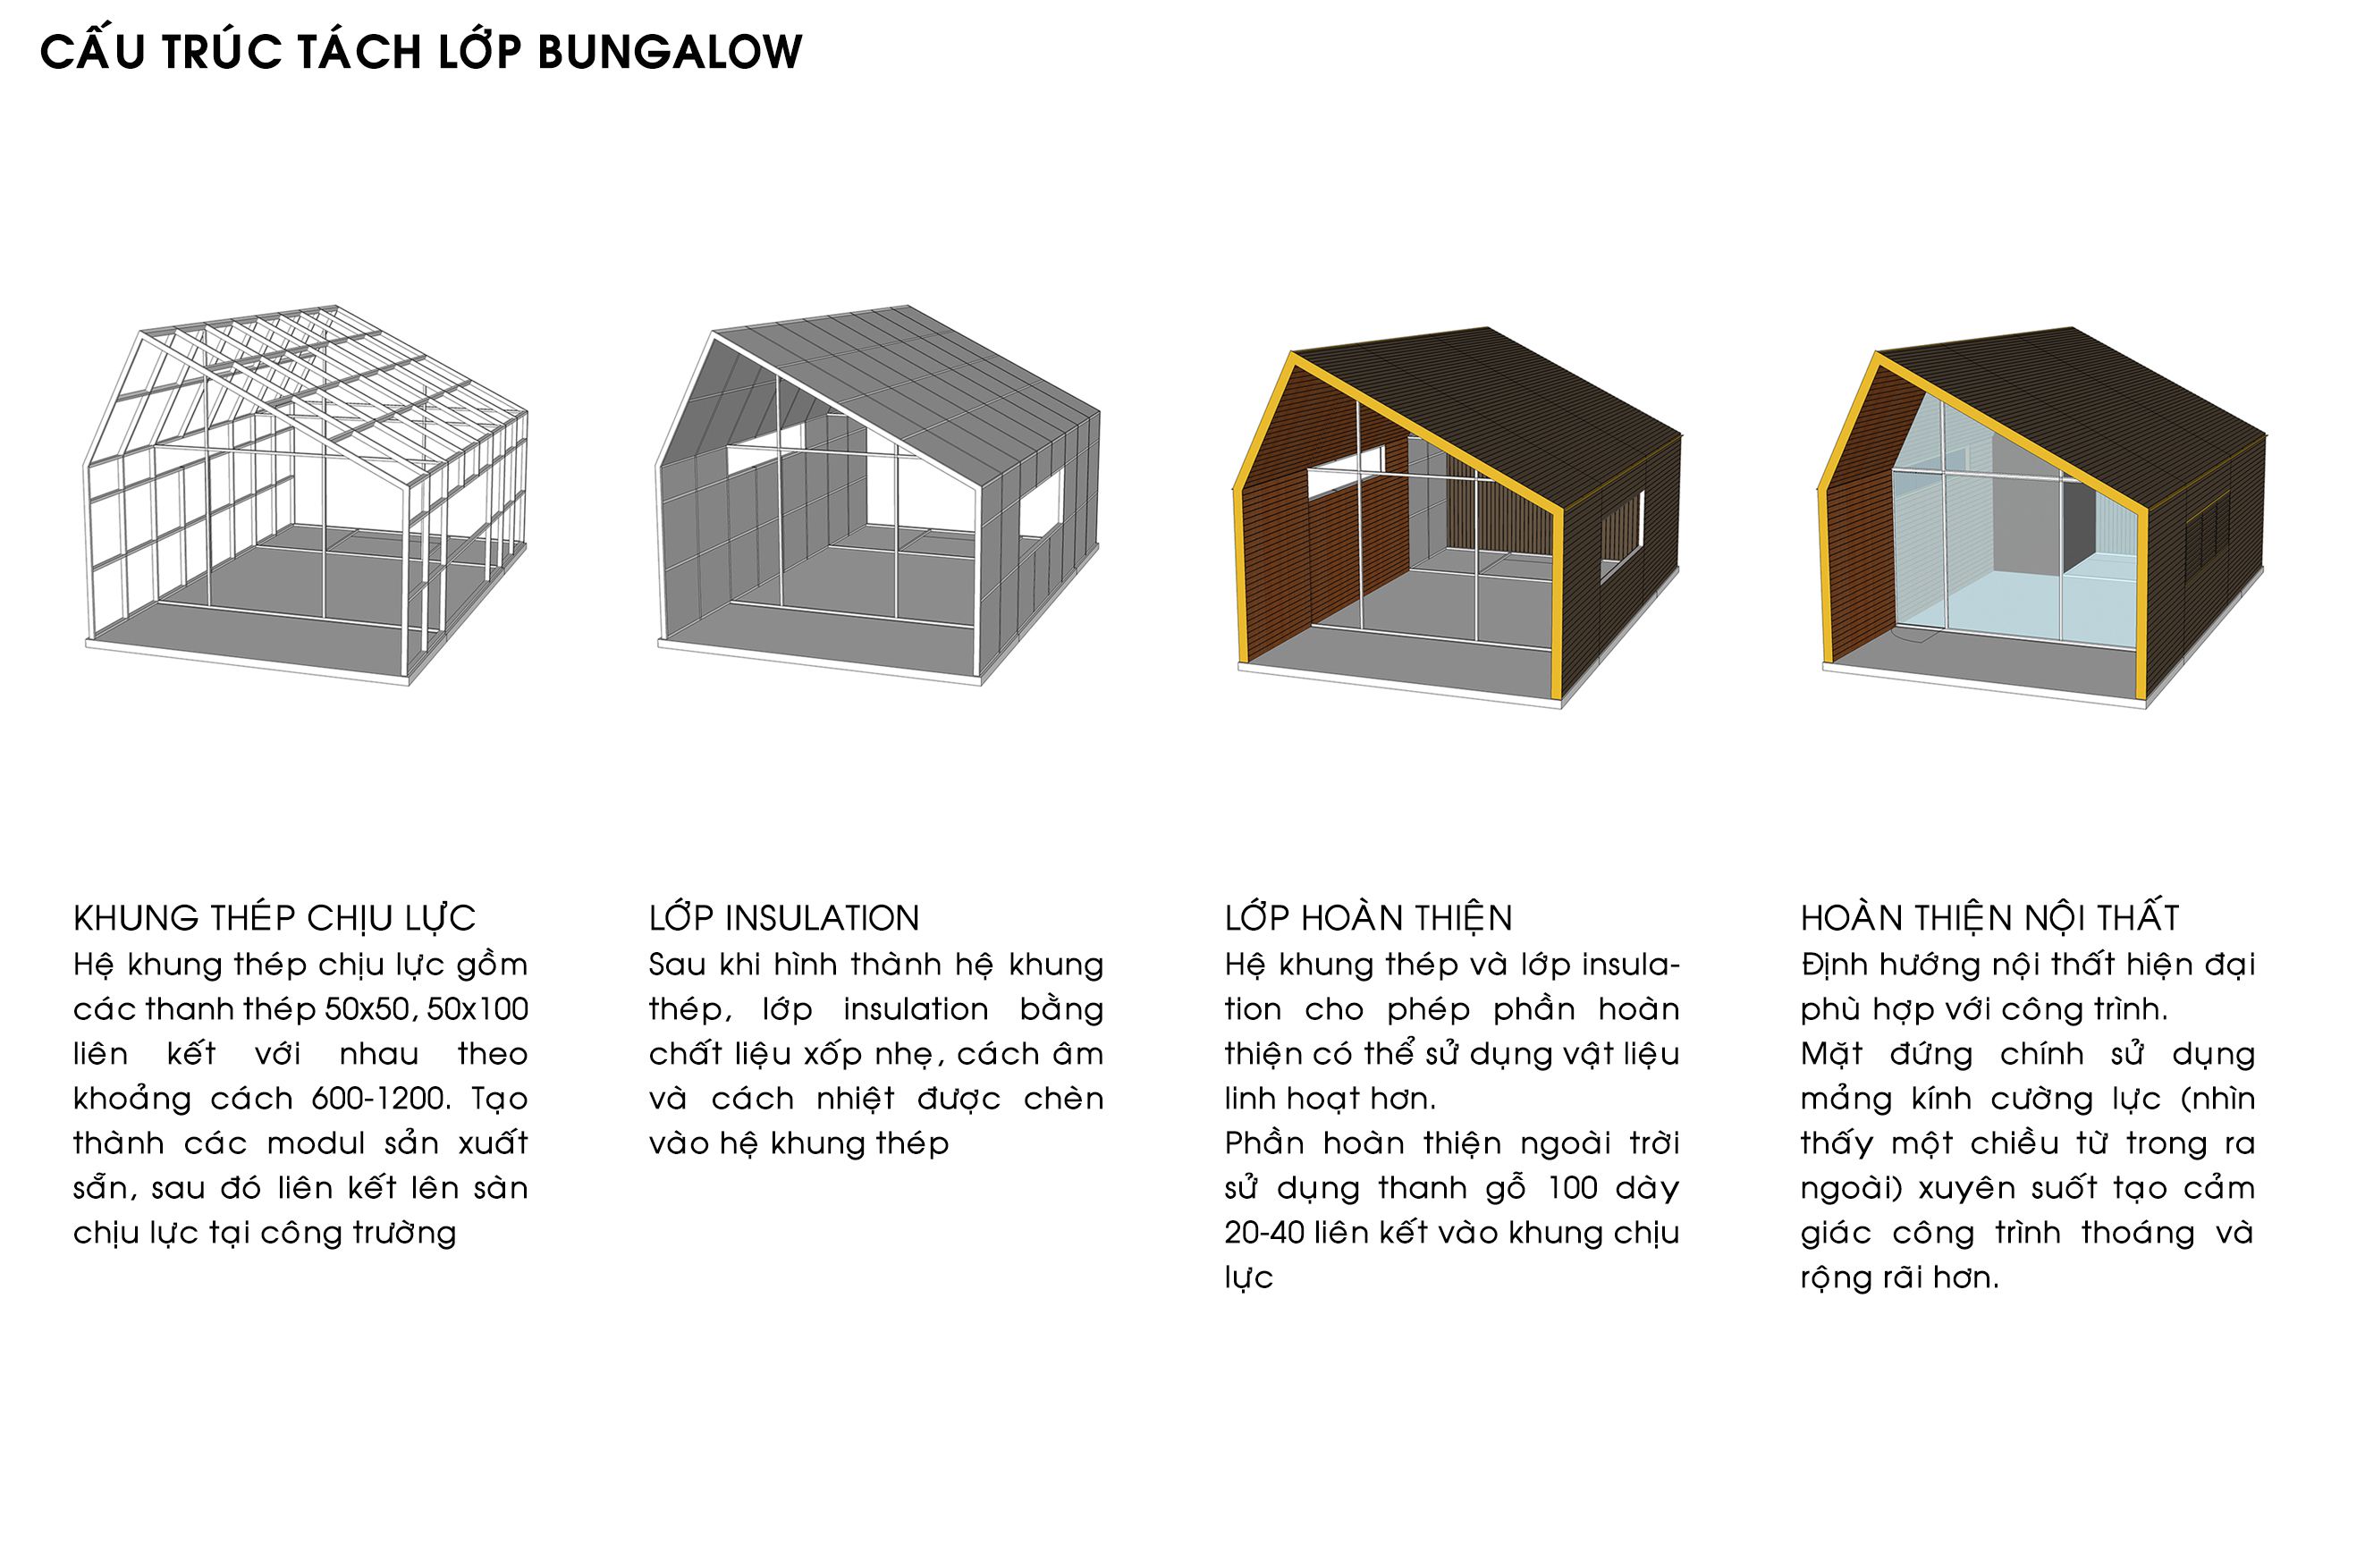 CẤU TRÚC TÁCH LỚP BUNGALOW
KHUNG THÉP CHỊU LỰC
Hệ khung thép chịu lực gồm
các thanh thép 50x50, 50x100
liên kết với nhau theo
khoảng cách 600-1200. Tạo
thành các modul sản xuất
sẵn, sau đó liên kết lên sàn
chịu lực tại công trường
LỚP INSULATION
Sau khi hình thành hệ khung
thép, lớp insulation bằng
chất liệu xốp nhẹ, cách âm
và cách nhiệt được chèn
vào hệ khung thép
LỚP HOÀN THIỆN
Hệ khung thép và lớp insula-
tion cho phép phần hoàn
thiện có thể sử dụng vật liệu
linh hoạt hơn.
Phần hoàn thiện ngoài trời
sử dụng thanh gỗ 100 dày
20-40 liên kết vào khung chịu
lực
HOÀN THIỆN NỘI THẤT
Định hướng nội thất hiện đại
phù hợp với công trình.
Mặt đứng chính sử dụng
mảng kính cường lực (nhìn
thấy một chiều từ trong ra
ngoài) xuyên suốt tạo cảm
giác công trình thoáng và
rộng rãi hơn.